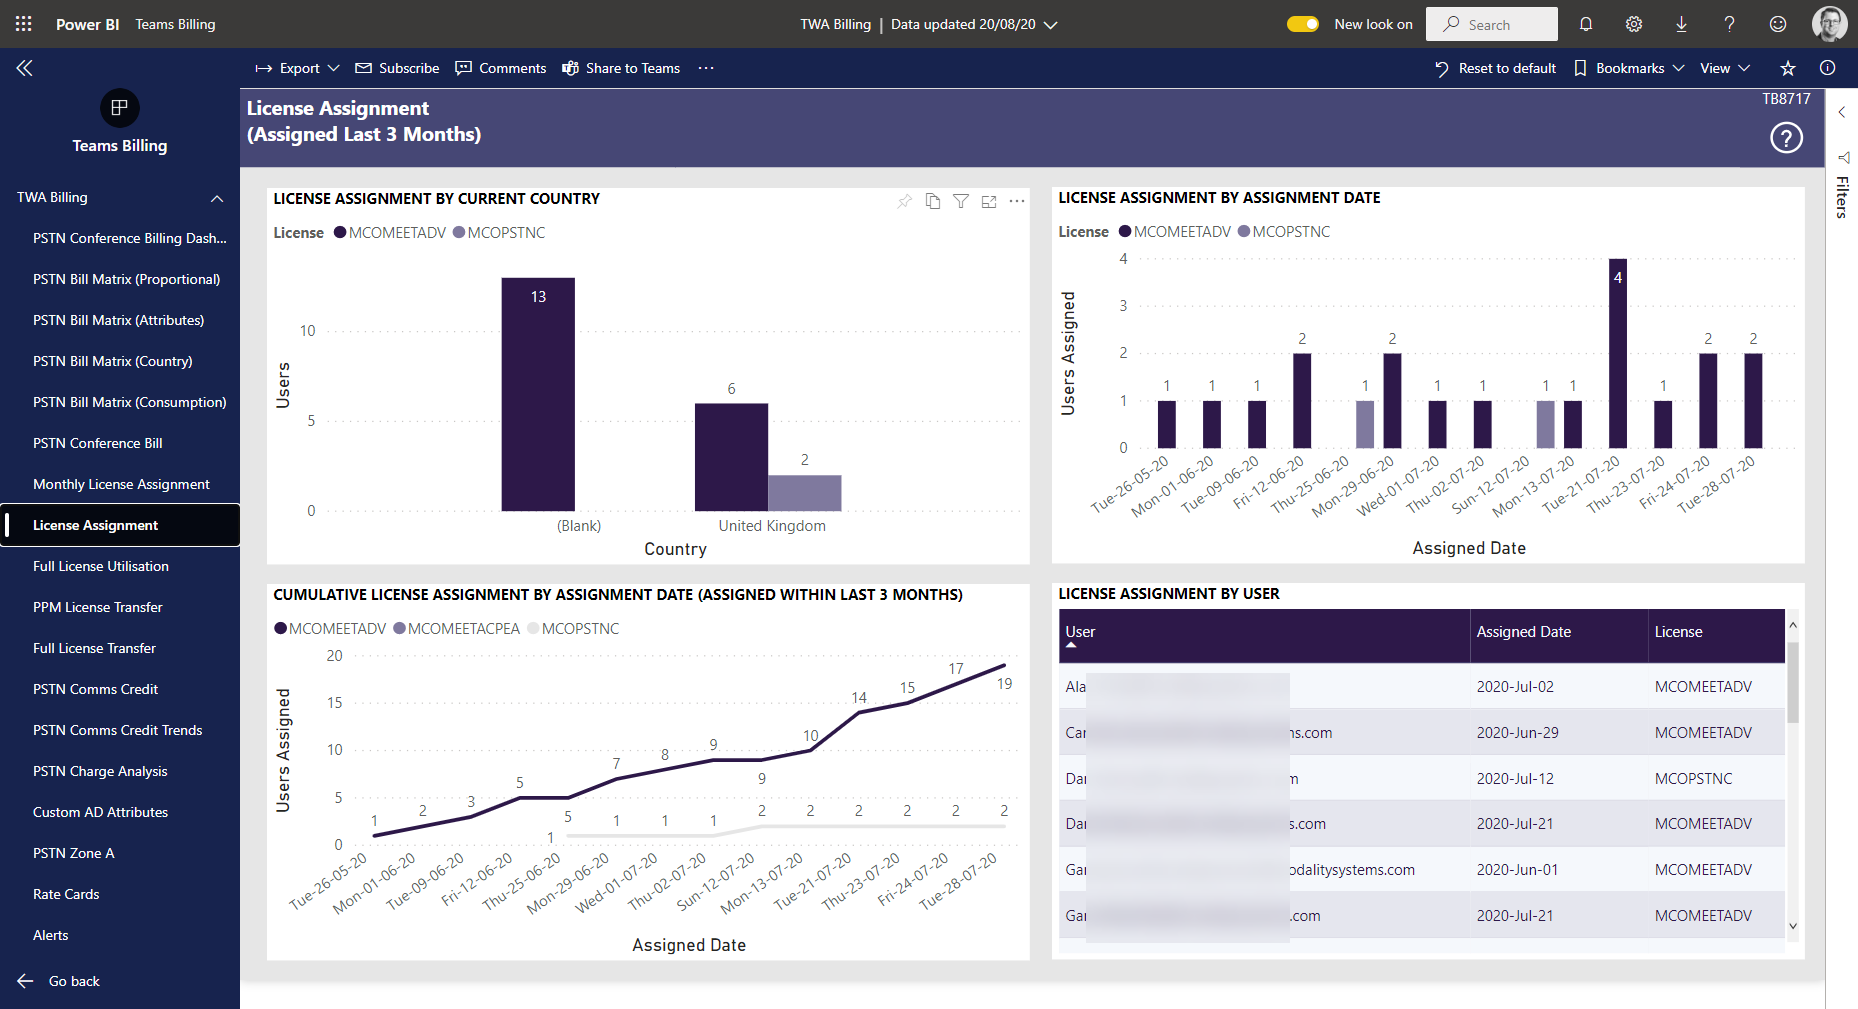 Power BI
Teams Billing
TWA Billing | Data updated 20/08/20
New look on
Search
Export
Subscribe
Comments
Share to Teams
Reset to default
Bookmarks
View
Teams Billing
TWA Billing
PSTN Conference Billing Dash...
PSTN Bill Matrix (Proportional)
PSTN Bill Matrix (Attributes)
PSTN Bill Matrix (Country)
PSTN Bill Matrix (Consumption)
PSTN Conference Bill
Monthly License Assignment
License Assignment
Full License Utilisation
PPM License Transfer
Full License Transfer
PSTN Comms Credit
PSTN Comms Credit Trends
PSTN Charge Analysis
Custom AD Attributes
PSTN Zone A
Rate Cards
Alerts
Go back
License Assignment
(Assigned Last 3 Months)
TB8717
Filters
LICENSE ASSIGNMENT BY CURRENT COUNTRY
License MCOMEETADV MCOPSTNC
Users
10
5
0
13
6
2
(Blank) United Kingdom
Country
LICENSE ASSIGNMENT BY ASSIGNMENT DATE
License MCOMEETADV MCOPSTNC
Users Assigned
4
3
2
1
0
1 1 1 2 1 2 1 1 1 1 4 1 2 2
Tue-26-05-20 Mon-01-06-20 Tue-09-06-20 Fri-12-06-20 Thu-25-06-20 Mon-29-06-20 Wed-01-07-20 Thu-02-07-20 Sun-12-07-20 Mon-13-07-20 Tue-21-07-20 Thu-23-07-20 Fri-24-07-20 Tue-28-07-20
Assigned Date
CUMULATIVE LICENSE ASSIGNMENT BY ASSIGNMENT DATE (ASSIGNED WITHIN LAST 3 MONTHS)
MCOMEETADV MCOMEETACPEA MCOPSTNC
Users Assigned
20
15
10
5
0
1 2 3 5 5 7 8 9 9 10 14 15 17 19
1 1 1 1 2 2 2 2 2 2
Tue-26-05-20 Mon-01-06-20 Tue-09-06-20 Fri-12-06-20 Thu-25-06-20 Mon-29-06-20 Wed-01-07-20 Thu-02-07-20 Sun-12-07-20 Mon-13-07-20 Tue-21-07-20 Thu-23-07-20 Fri-24-07-20 Tue-28-07-20
Assigned Date
LICENSE ASSIGNMENT BY USER
User Assigned Date License
Ala 2020-Jul-02 MCOMEETADV
Car ns.com 2020-Jun-29 MCOMEETADV
Dar m 2020-Jul-12 MCOPSTNC
Dar s.com 2020-Jul-21 MCOMEETADV
Gar odalitysystems.com 2020-Jun-01 MCOMEETADV
Gar .com 2020-Jul-21 MCOMEETADV